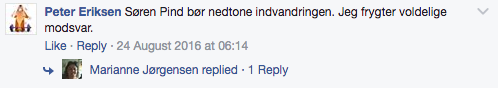 Peter Eriksen Søren Pind bør nedtone indvandringen. Jeg frygter voldelige
modsvar.
Like · Reply · 24 August 2016 at 06:14
Marianne Jørgensen replied · 1 Reply